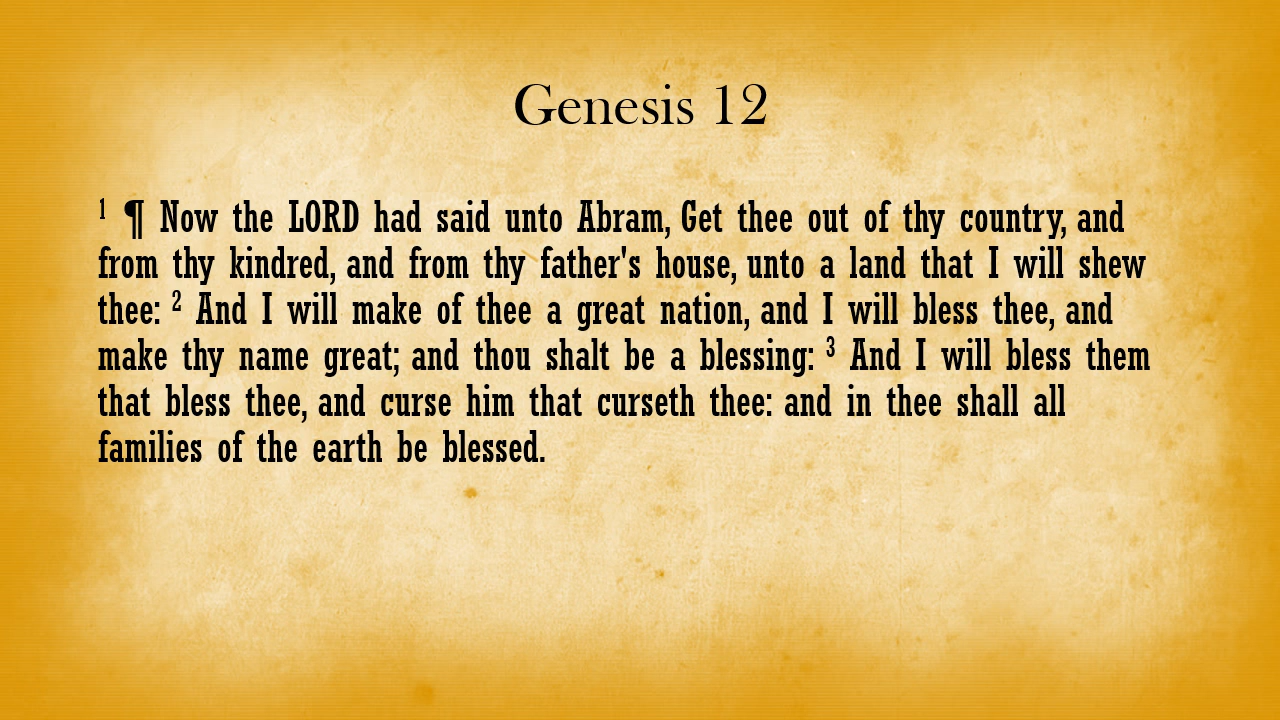 Genesis 12
1 ¶ Now the LORD had said unto Abram, Get thee out of thy country, and
from thy kindred, and from thy father's house, unto a land that I will shew
thee: 2 And I will make of thee a great nation, and I will bless thee, and
make thy name great; and thou shalt be a blessing: 3 And I will bless them
that bless thee, and curse him that curseth thee: and in thee shall all
families of the earth be blessed.